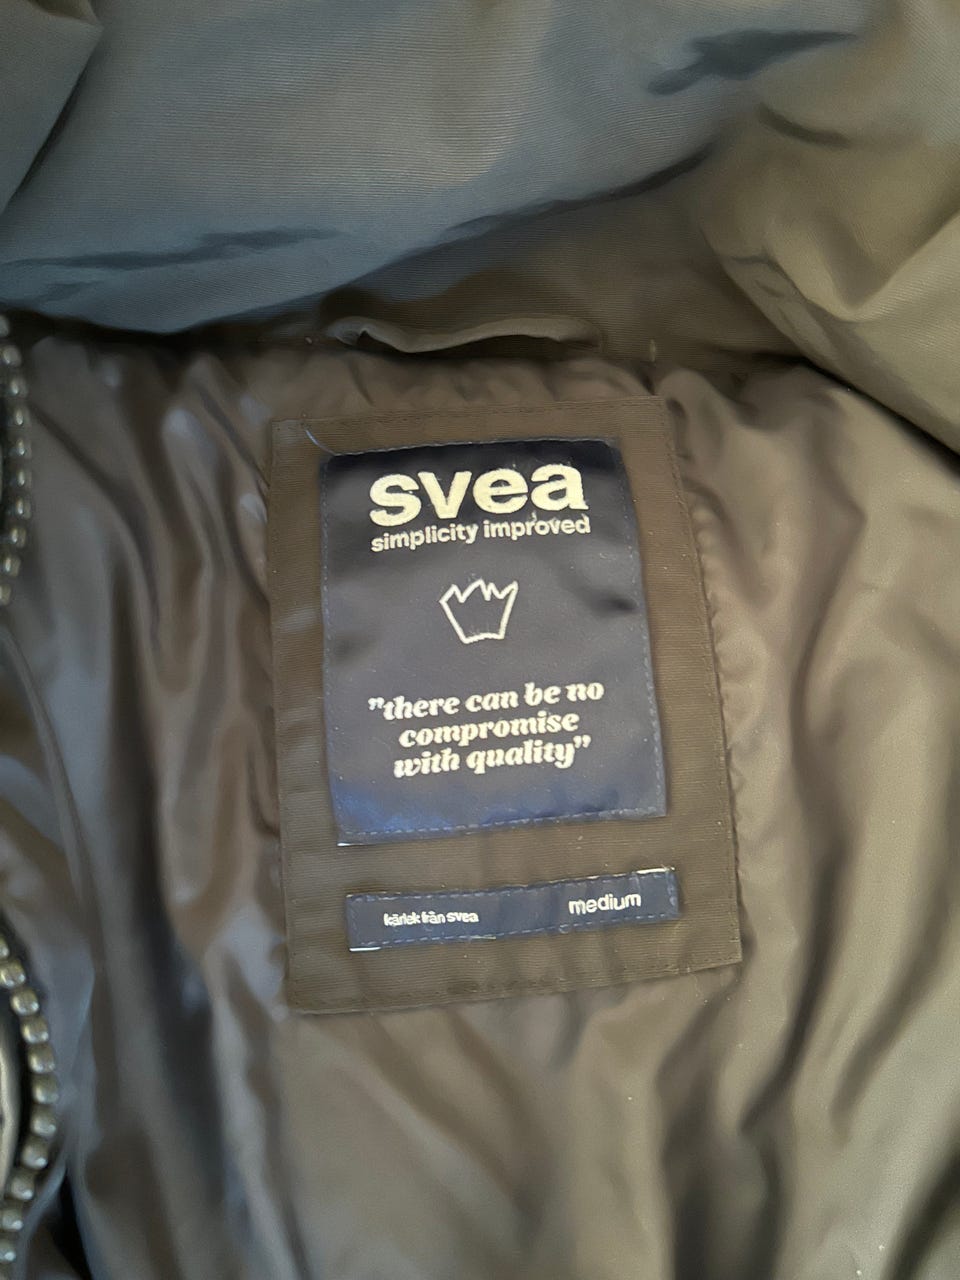 svea
simplicity improved
"there can be no
compromise
with quality"
kärlek från svea
medium